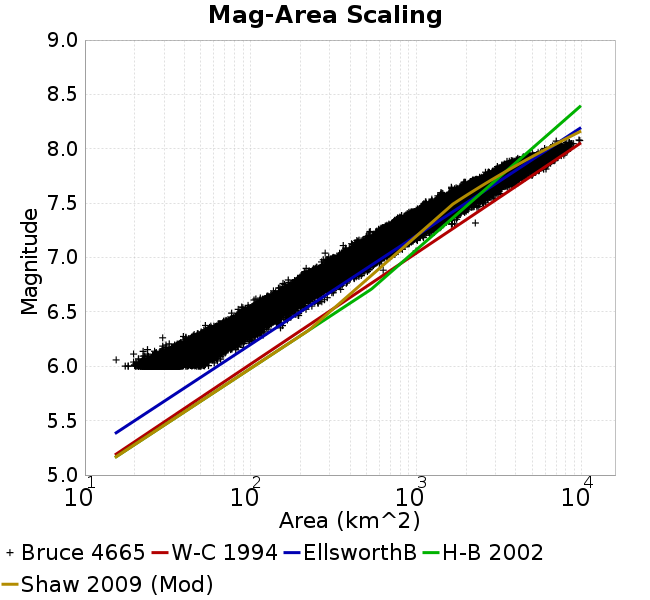 Mag-Area Scaling
9.0
8.5
8.0
7.5
7.0
6.5
6.0
5.5
5.0
Magnitude
10^1 10^2 10^3 10^4
Area (km^2)
+ Bruce 4665 W-C 1994 EllsworthB H-B 2002
Shaw 2009 (Mod)